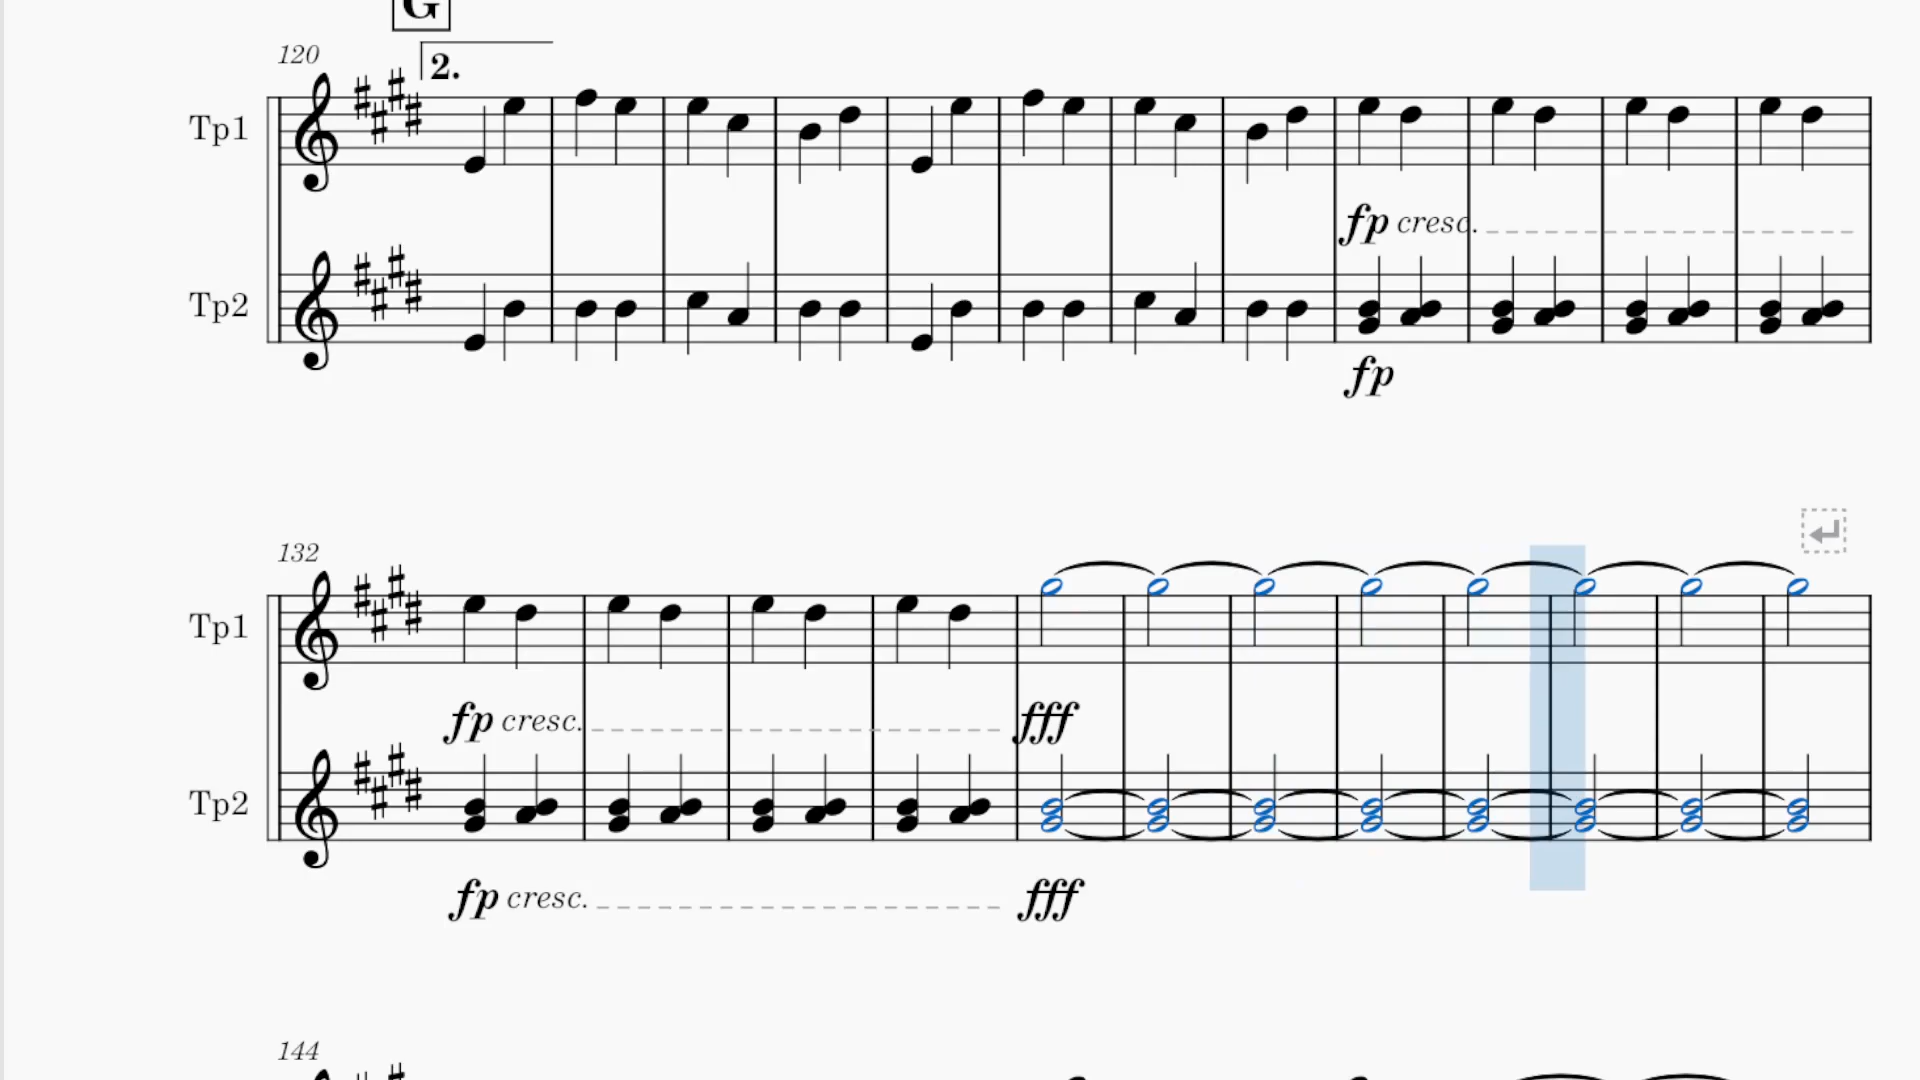 G
120
2.
Tp1
fp cresc.
Tp2
fp
132
Tp1
fp cresc. fff
Tp2
fp cresc. fff
144